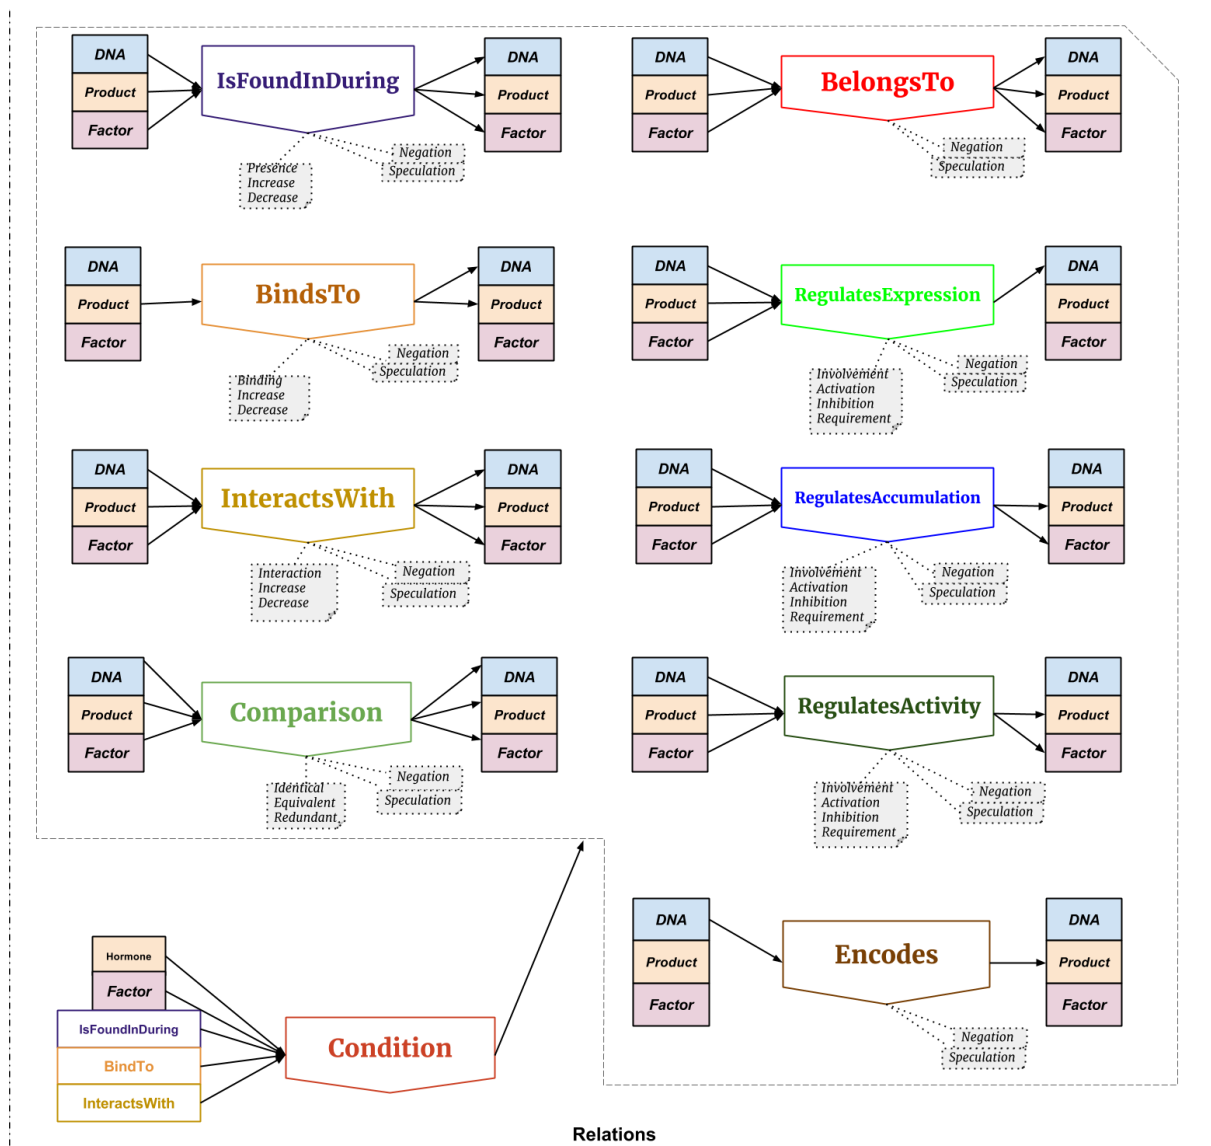 DNA
Product
Factor
IsFoundInDuring
DNA
Product
Factor
Presence
Increase
Decrease
Negation
Speculation
DNA
Product
Factor
BelongsTo
DNA
Product
Factor
Negation
Speculation
DNA
Product
Factor
BindsTo
DNA
Product
Factor
Binding
Increase
Decrease
Negation
Speculation
DNA
Product
Factor
RegulatesExpression
DNA
Product
Factor
Involvement
Activation
Inhibition
Requirement
Negation
Speculation
DNA
Product
Factor
InteractsWith
DNA
Product
Factor
Interaction
Increase
Decrease
Negation
Speculation
DNA
Product
Factor
RegulatesAccumulation
DNA
Product
Factor
Involvement
Activation
Inhibition
Requirement
Negation
Speculation
DNA
Product
Factor
Comparison
DNA
Product
Factor
Identical
Equivalent
Redundant
Negation
Speculation
DNA
Product
Factor
RegulatesActivity
DNA
Product
Factor
Involvement
Activation
Inhibition
Requirement
Negation
Speculation
Hormone
Factor
IsFoundInDuring
BindTo
InteractsWith
Condition
DNA
Product
Factor
Encodes
DNA
Product
Factor
Negation
Speculation
Relations